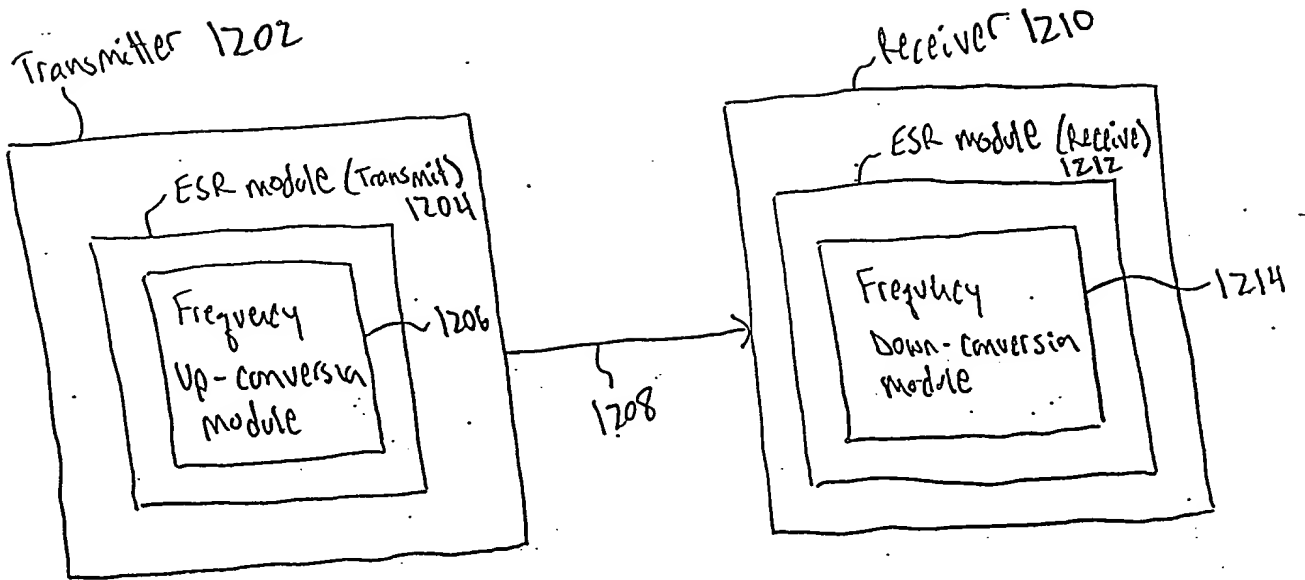 Transmitter 1202
ESR module (Transmit)
1204
Frequency
Up-conversion
module
1206
1208
Receiver 1210
ESR module (Receive)
1212
Frequency
Down-conversion
module
1214